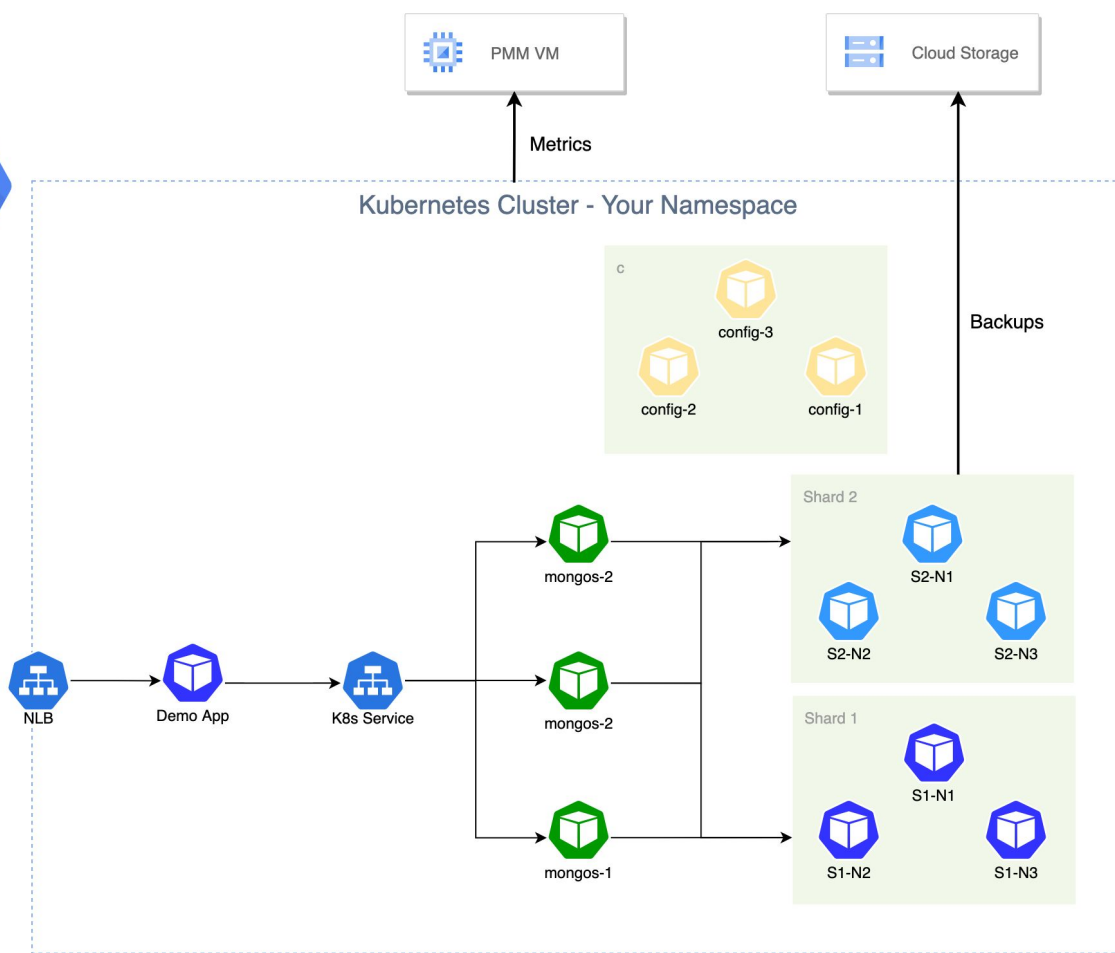 PMM VM
Cloud Storage
Metrics
Kubernetes Cluster - Your Namespace
c
config-3
config-2
config-1
Backups
Shard 2
S2-N1
S2-N2
S2-N3
mongos-2
mongos-2
mongos-1
NLB
Demo App
K8s Service
Shard 1
S1-N1
S1-N2
S1-N3